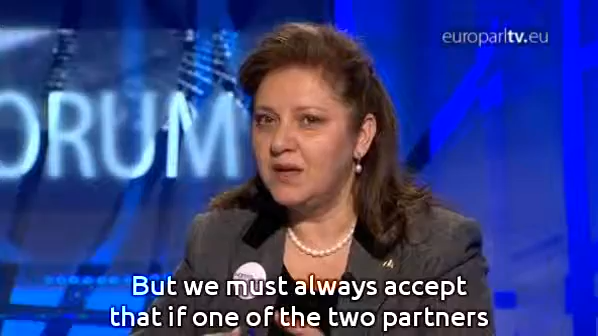 europarltv.eu
ORUM
But we must always accept
that if one of the two partners